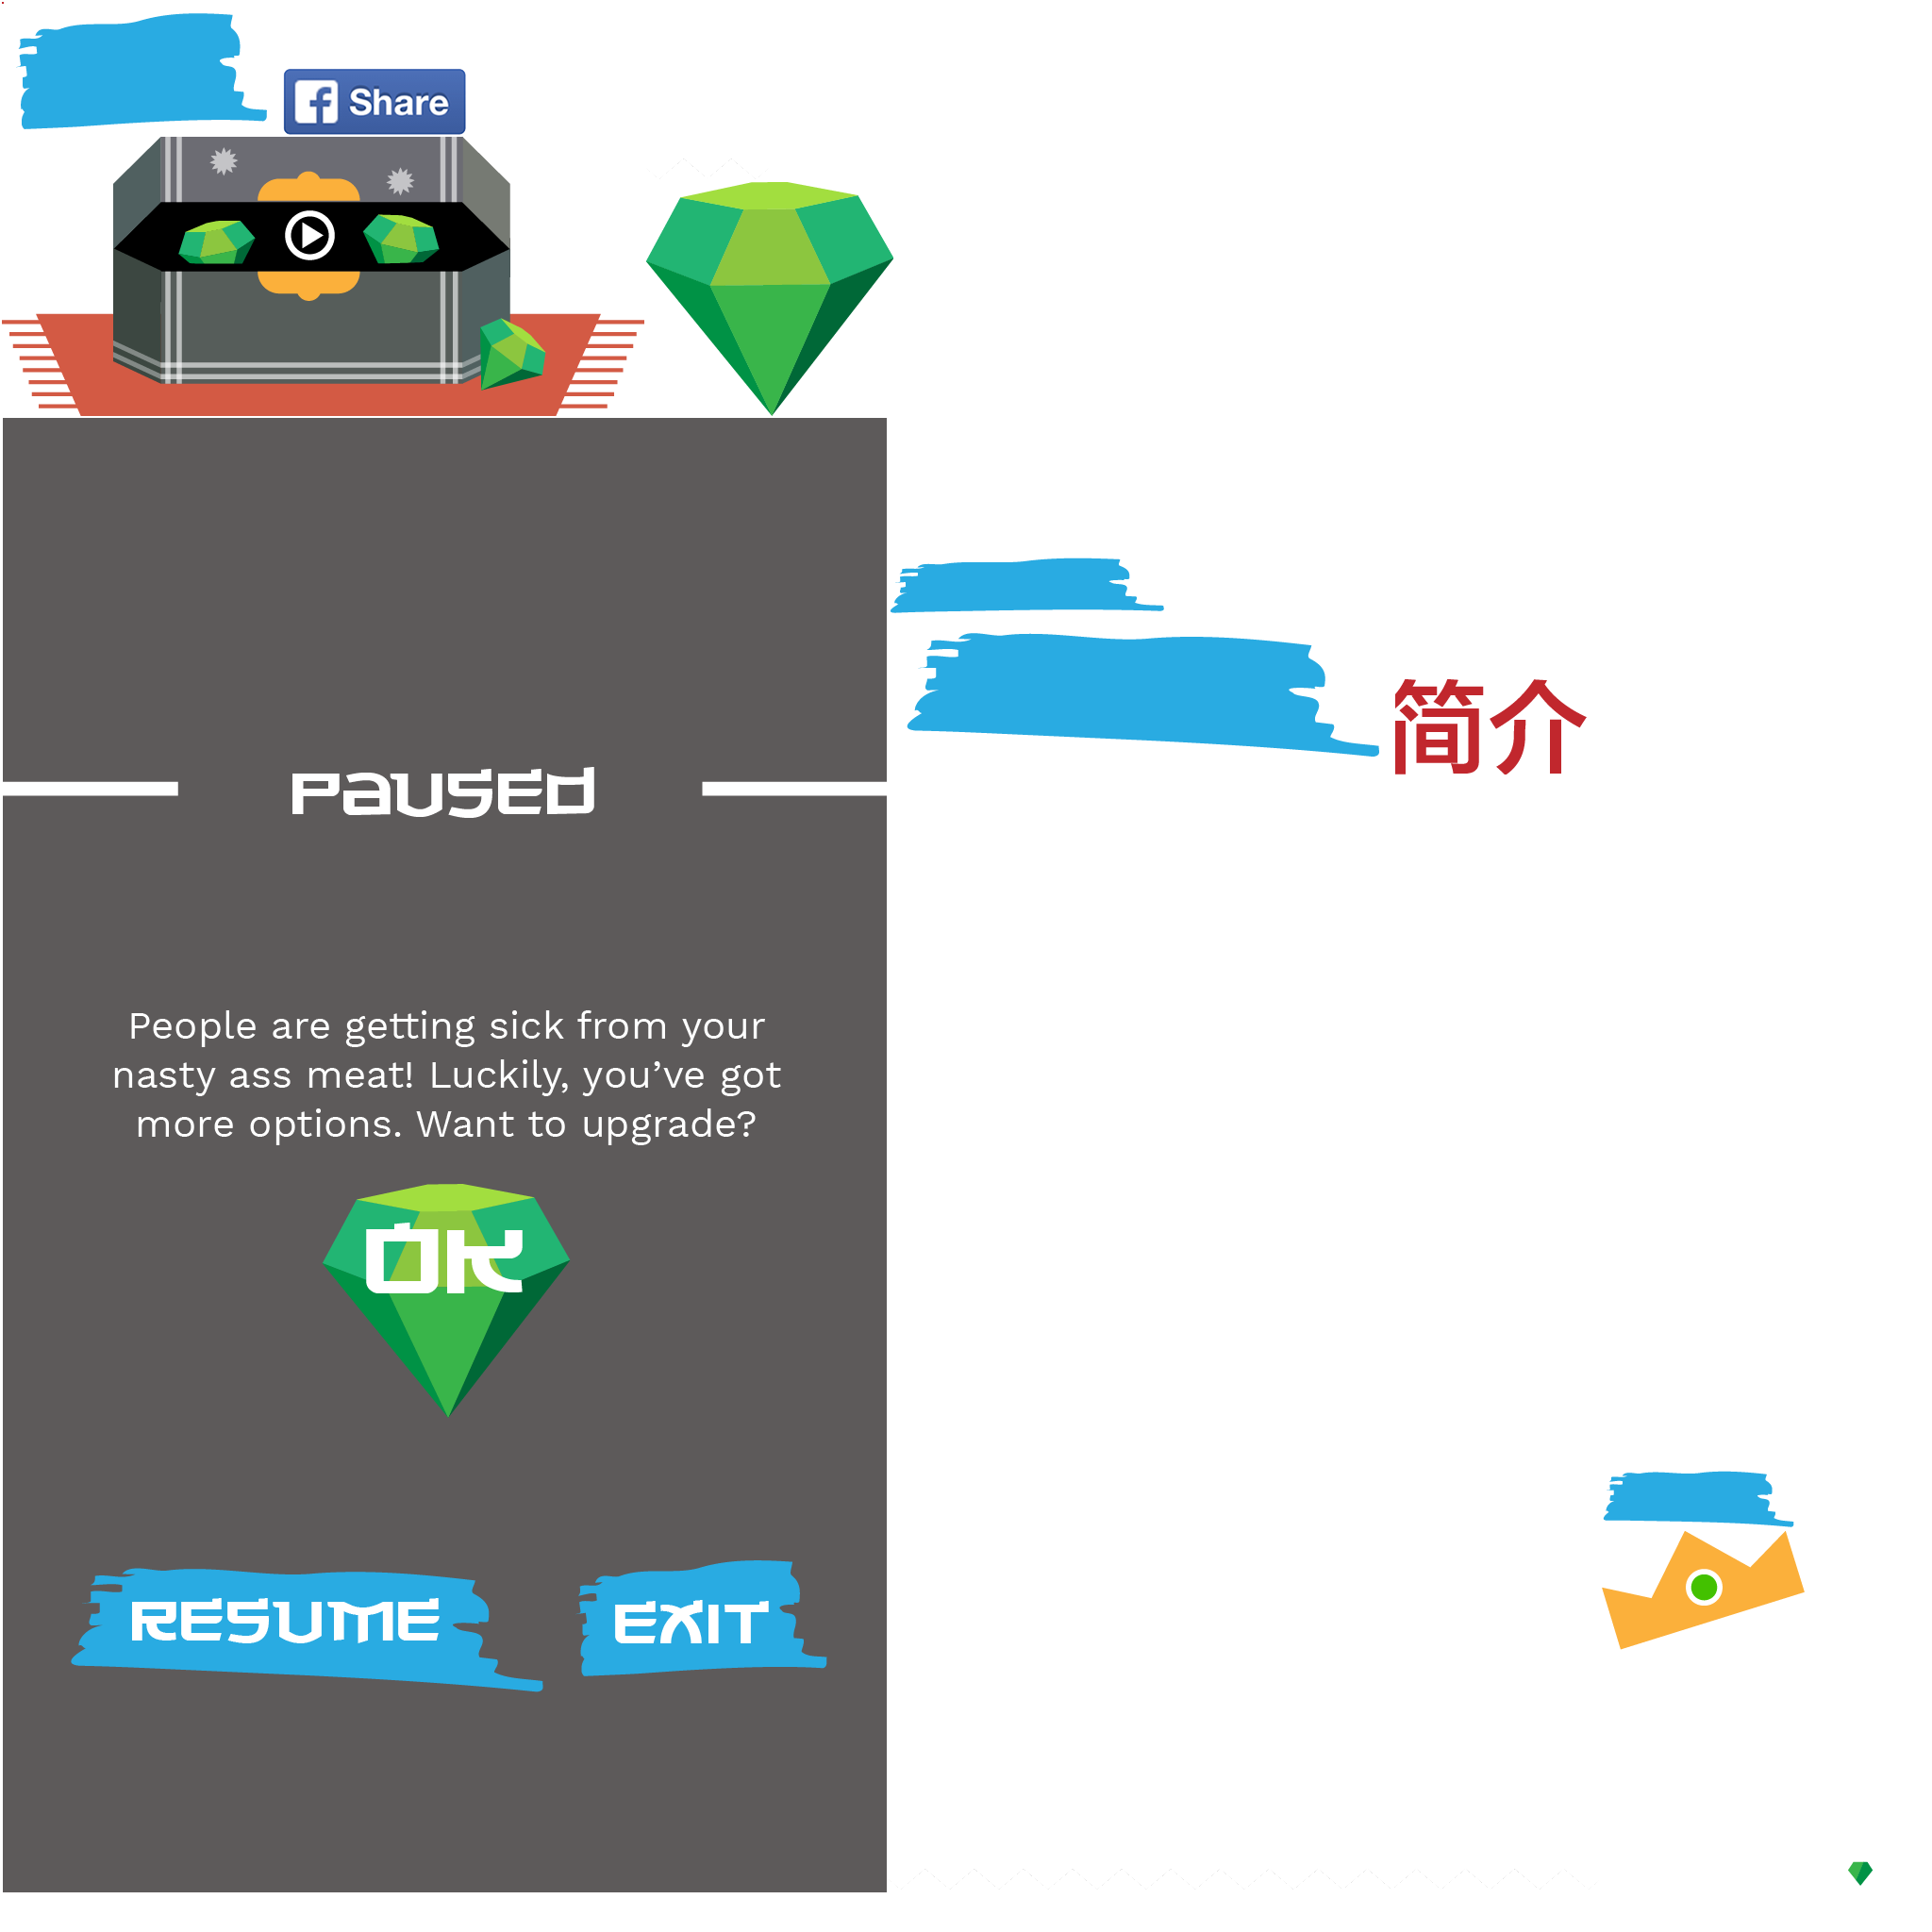 Share
简介
PAUSED
People are getting sick from your
nasty ass meat! Luckily, you’ve got
more options. Want to upgrade?
OK
RESUME
EXIT